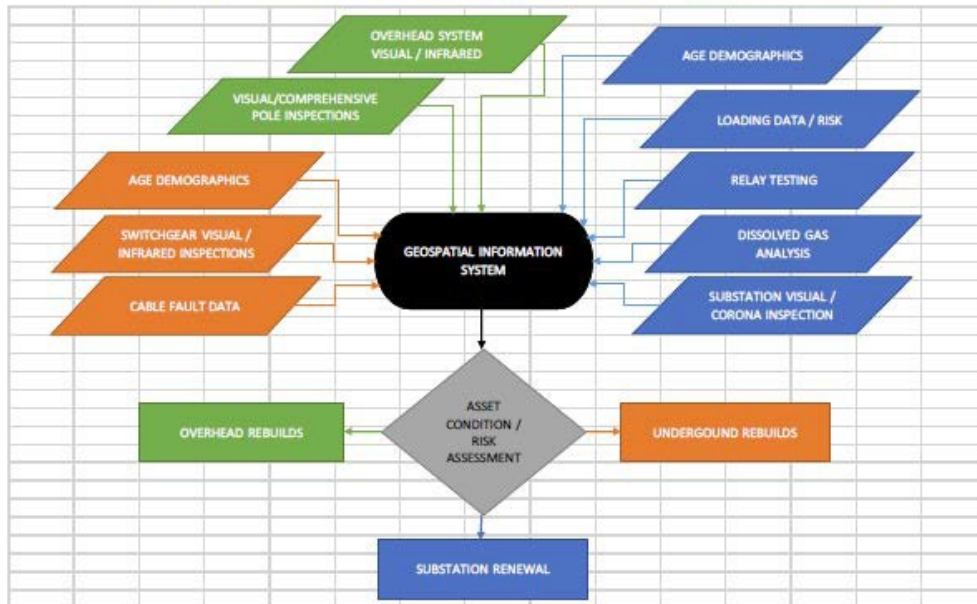 OVERHEAD SYSTEM
VISUAL / INFRARED
AGE DEMOGRAPHICS
VISUAL/COMPREHENSIVE
POLE INSPECTIONS
LOADING DATA / RISK
AGE DEMOGRAPHICS
RELAY TESTING
SWITCHGEAR VISUAL /
INFRARED INSPECTIONS
GEOSPATIAL INFORMATION
SYSTEM
DISSOLVED GAS
ANALYSIS
CABLE FAULT DATA
SUBSTATION VISUAL /
CORONA INSPECTION
ASSET
CONDITION /
RISK
ASSESSMENT
OVERHEAD REBUILDS
UNDERGOUND REBUILDS
SUBSTATION RENEWAL